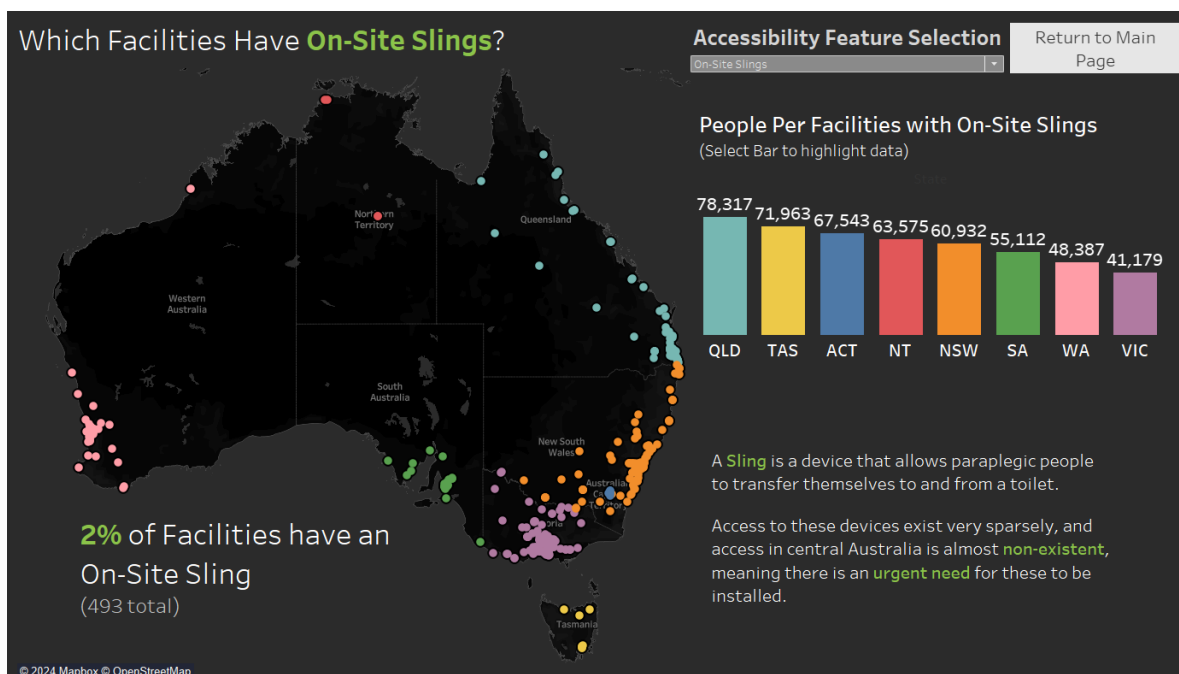 Which Facilities Have On-Site Slings?
Accessibility Feature Selection
On-Site Slings
Return to Main
Page
People Per Facilities with On-Site Slings
(Select Bar to highlight data)
State
78,317
71,963
67,543
63,575
60,932
55,112
48,387
41,179
QLD
TAS
ACT
NT
NSW
SA
WA
VIC
Northern
Territory
Queensland
Western
Australia
South
Australia
New South
Wales
Australian
Tasmania
A Sling is a device that allows paraplegic people
to transfer themselves to and from a toilet.
Access to these devices exist very sparsely, and
access in central Australia is almost non-existent,
meaning there is an urgent need for these to be
installed.
2% of Facilities have an
On-Site Sling
(493 total)
© 2024 Mapbox © OpenStreetMap